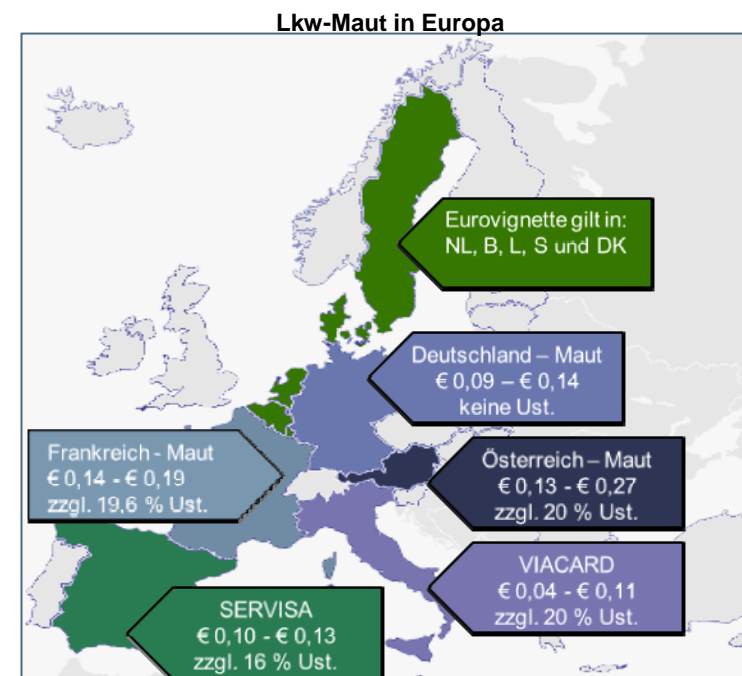 Lkw-Maut in Europa
Eurovignette gilt in:
NL, B, L, S und DK
Deutschland – Maut
€ 0,09 – € 0,14
keine Ust.
Frankreich - Maut
€ 0,14 - € 0,19
zzgl. 19,6 % Ust.
Österreich – Maut
€ 0,13 - € 0,27
zzgl. 20 % Ust.
VIACARD
€ 0,04 - € 0,11
zzgl. 20 % Ust.
SERVISA
€ 0,10 - € 0,13
zzgl. 16 % Ust.